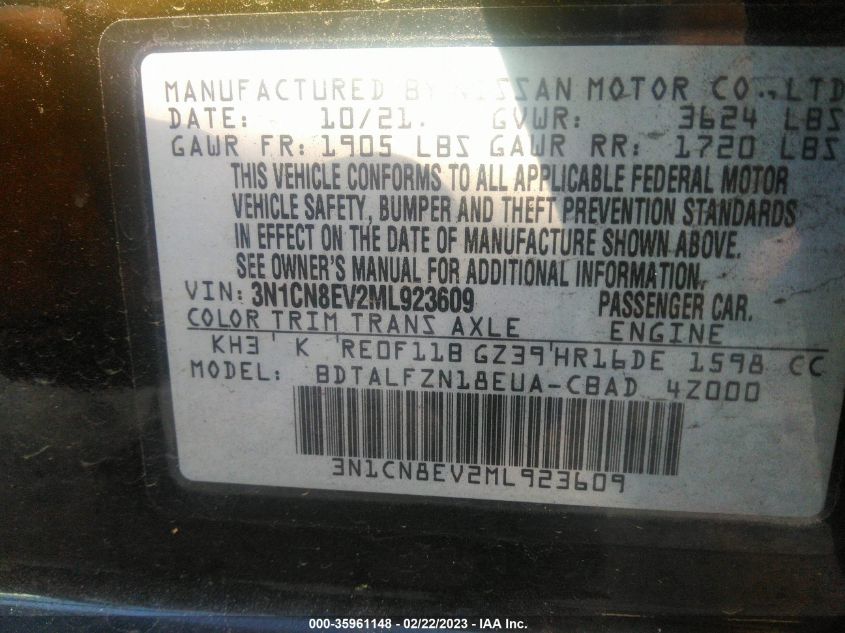 MANUFACTURED BY NISSAN MOTOR CO., LTD
DATE: 10/21. GVWR: 3624 LBS
GAWR FR: 1905 LBS GAWR RR: 1720 LBS
THIS VEHICLE CONFORMS TO ALL APPLICABLE FEDERAL MOTOR
VEHICLE SAFETY, BUMPER AND THEFT PREVENTION STANDARDS
IN EFFECT ON THE DATE OF MANUFACTURE SHOWN ABOVE.
SEE OWNER'S MANUAL FOR ADDITIONAL INFORMATION.
VIN: 3N1CN8EV2ML923609 PASSENGER CAR.
COLOR TRIM TRANS AXLE ENGINE
KH3 ' K ' RE0F11B GZ39 ' HR16DE 1598 CC
MODEL: BDTALFZN18EUA-CBAD 4Z000
3N1CN8EV2ML923609
000-35961148 - 02/22/2023 - IAA Inc.